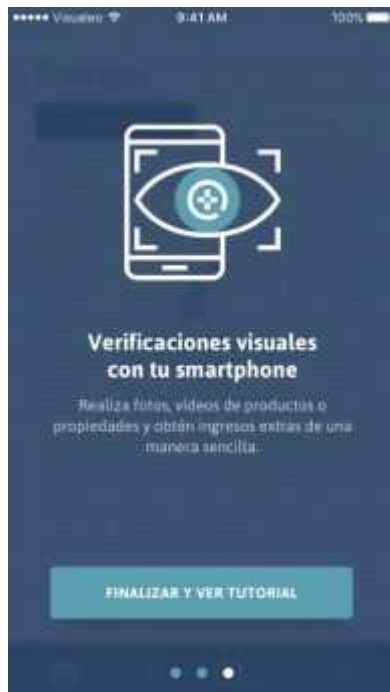 Visualeo 9:41 AM 100%
Verificaciones visuales
con tu smartphone
Realiza fotos, vídeos de productos o
propiedades y obtén ingresos extras de una
manera sencilla.
FINALIZAR Y VER TUTORIAL